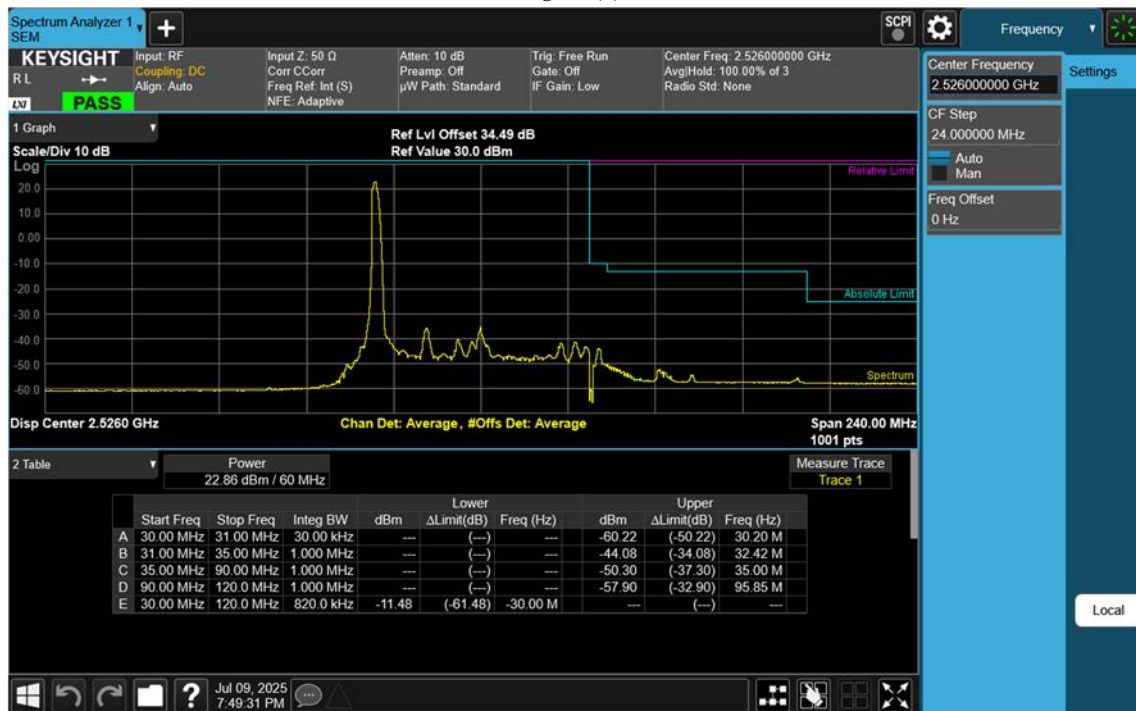 Spectrum Analyzer 1
SEM
SCPI
Frequency
KEYSIGHT
R L
LXI
PASS
Input: RF
Coupling: DC
Align: Auto
Input Z: 50 Ω
Corr CCorr
Freq Ref: Int (S)
NFE: Adaptive
Atten: 10 dB
Preamp: Off
µW Path: Standard
Trig: Free Run
Gate: Off
IF Gain: Low
Center Freq: 2.526000000 GHz
Avg|Hold: 100.00% of 3
Radio Std: None
Center Frequency
2.526000000 GHz
Settings
CF Step
24.000000 MHz
Auto
Man
Freq Offset
0 Hz
1 Graph
Scale/Div 10 dB
Log
Ref Lvl Offset 34.49 dB
Ref Value 30.0 dBm
Relative Limit
20.0
10.0
0.00
-10.0
-20.0
Absolute Limit
-30.0
-40.0
-50.0
Spectrum
-60.0
Disp Center 2.5260 GHz
Chan Det: Average, #Offs Det: Average
Span 240.00 MHz
1001 pts
2 Table
Power
22.86 dBm / 60 MHz
Measure Trace
Trace 1
Lower Upper
Start Freq Stop Freq Integ BW dBm ΔLimit(dB) Freq (Hz) dBm ΔLimit(dB) Freq (Hz)
A 30.00 MHz 31.00 MHz 30.00 kHz --- (---) --- -60.22 (-50.22) 30.20 M
B 31.00 MHz 35.00 MHz 1.000 MHz --- (---) --- -44.08 (-34.08) 32.42 M
C 35.00 MHz 90.00 MHz 1.000 MHz --- (---) --- -50.30 (-37.30) 35.00 M
D 90.00 MHz 120.0 MHz 1.000 MHz --- (---) --- -57.90 (-32.90) 95.85 M
E 30.00 MHz 120.0 MHz 820.0 kHz -11.48 (-61.48) -30.00 M --- (---) ---
Local
?
Jul 09, 2025
7:49:31 PM